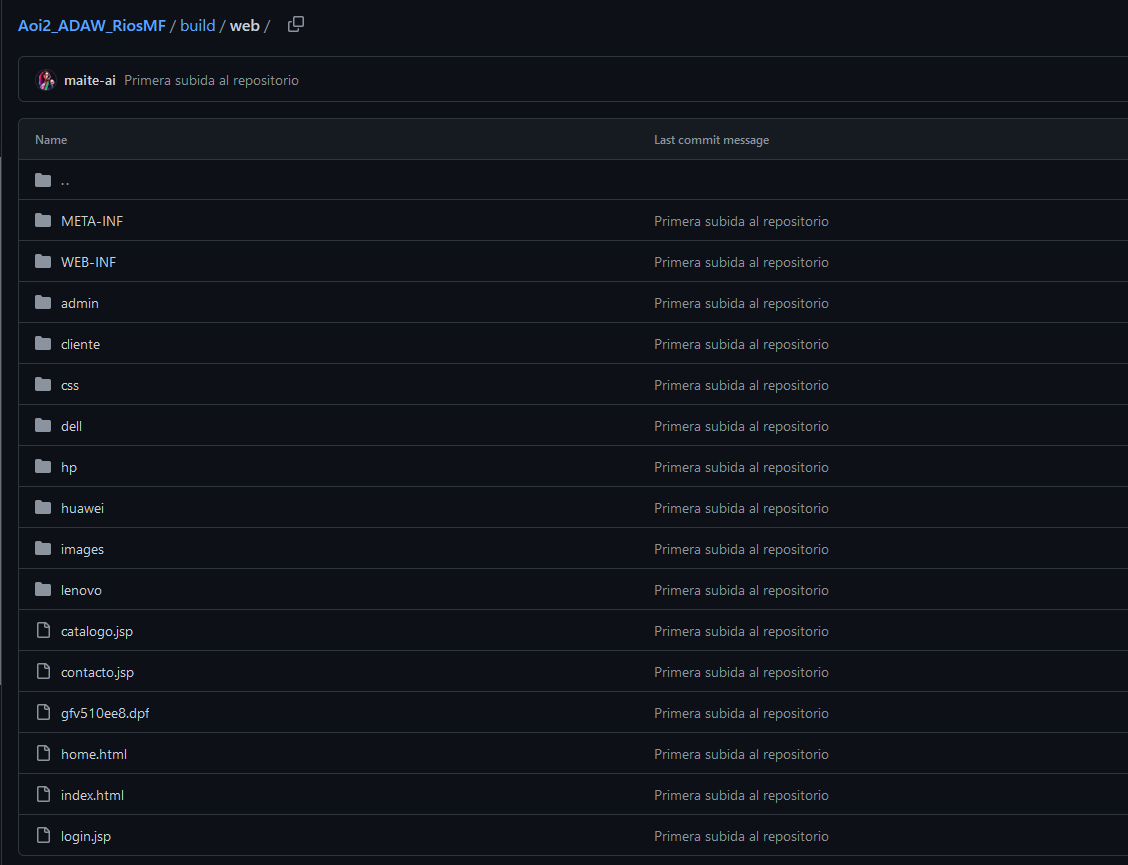 Aoi2_ADAW_RiosMF / build / web /
maite-ai Primera subida al repositorio
Name Last commit message
..
META-INF Primera subida al repositorio
WEB-INF Primera subida al repositorio
admin Primera subida al repositorio
cliente Primera subida al repositorio
css Primera subida al repositorio
dell Primera subida al repositorio
hp Primera subida al repositorio
huawei Primera subida al repositorio
images Primera subida al repositorio
lenovo Primera subida al repositorio
catalogo.jsp Primera subida al repositorio
contacto.jsp Primera subida al repositorio
gfv510ee8.dpf Primera subida al repositorio
home.html Primera subida al repositorio
index.html Primera subida al repositorio
login.jsp Primera subida al repositorio